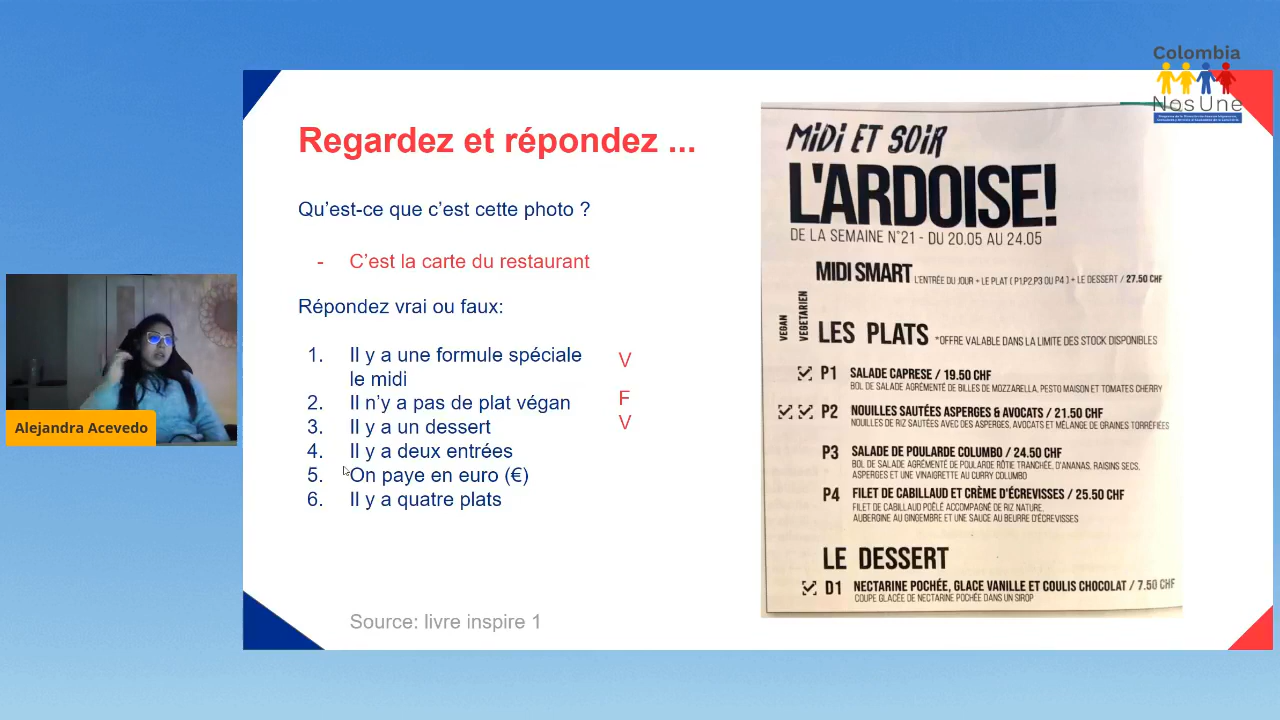 Colombia
NosUne
Regardez et répondez ...
Qu'est-ce que c'est cette photo ?
- C'est la carte du restaurant
Répondez vrai ou faux:
1. Il y a une formule spéciale
le midi
V
2. Il n'y a pas de plat végan
F
3. Il y a un dessert
V
4. Il y a deux entrées
5. On paye en euro (€)
6. Il y a quatre plats
Source: livre inspire 1
Alejandra Acevedo
MIDI ET SOIR
L'ARDOISE!
DE LA SEMAINE N°21 - DU 20.05 AU 24.05
MIDI SMART L'ENTRÉE DU JOUR + LE PLAT ( P1,P2,P3 OU P4 ) + LE DESSERT / 27.50 CHF
VEGAN
VEGETARIEN
LES PLATS *OFFRE VALABLE DANS LA LIMITE DES STOCK DISPONIBLES
P1 SALADE CAPRESE / 19.50 CHF
BOL DE SALADE AGRÉMENTÉ DE BILLES DE MOZZARELLA, PESTO MAISON ET TOMATES CHERRY
P2 NOUILLES SAUTÉES ASPERGES & AVOCATS / 21.50 CHF
NOUILLES DE RIZ SAUTÉES AVEC DES ASPERGES, AVOCATS ET MÉLANGE DE GRAINES TORRÉFIÉES
P3 SALADE DE POULARDE COLUMBO / 24.50 CHF
BOL DE SALADE AGRÉMENTÉ DE POULARDE RÔTIE TRANCHÉE, D'ANANAS, RAISINS SECS,
ASPERGES ET UNE VINAIGRETTE AU CURRY COLUMBO
P4 FILET DE CABILLAUD ET CRÈME D'ÉCREVISSES / 25.50 CHF
FILET DE CABILLAUD POÊLÉ ACCOMPAGNÉ DE RIZ NATURE,
AUBERGINE AU GINGEMBRE ET UNE SAUCE AU BEURRE D'ÉCREVISSES
LE DESSERT
D1 NECTARINE POCHÉE, GLACE VANILLE ET COULIS CHOCOLAT / 7.50 CHF
COUPE GLACÉE DE NECTARINE POCHÉE DANS UN SIROP